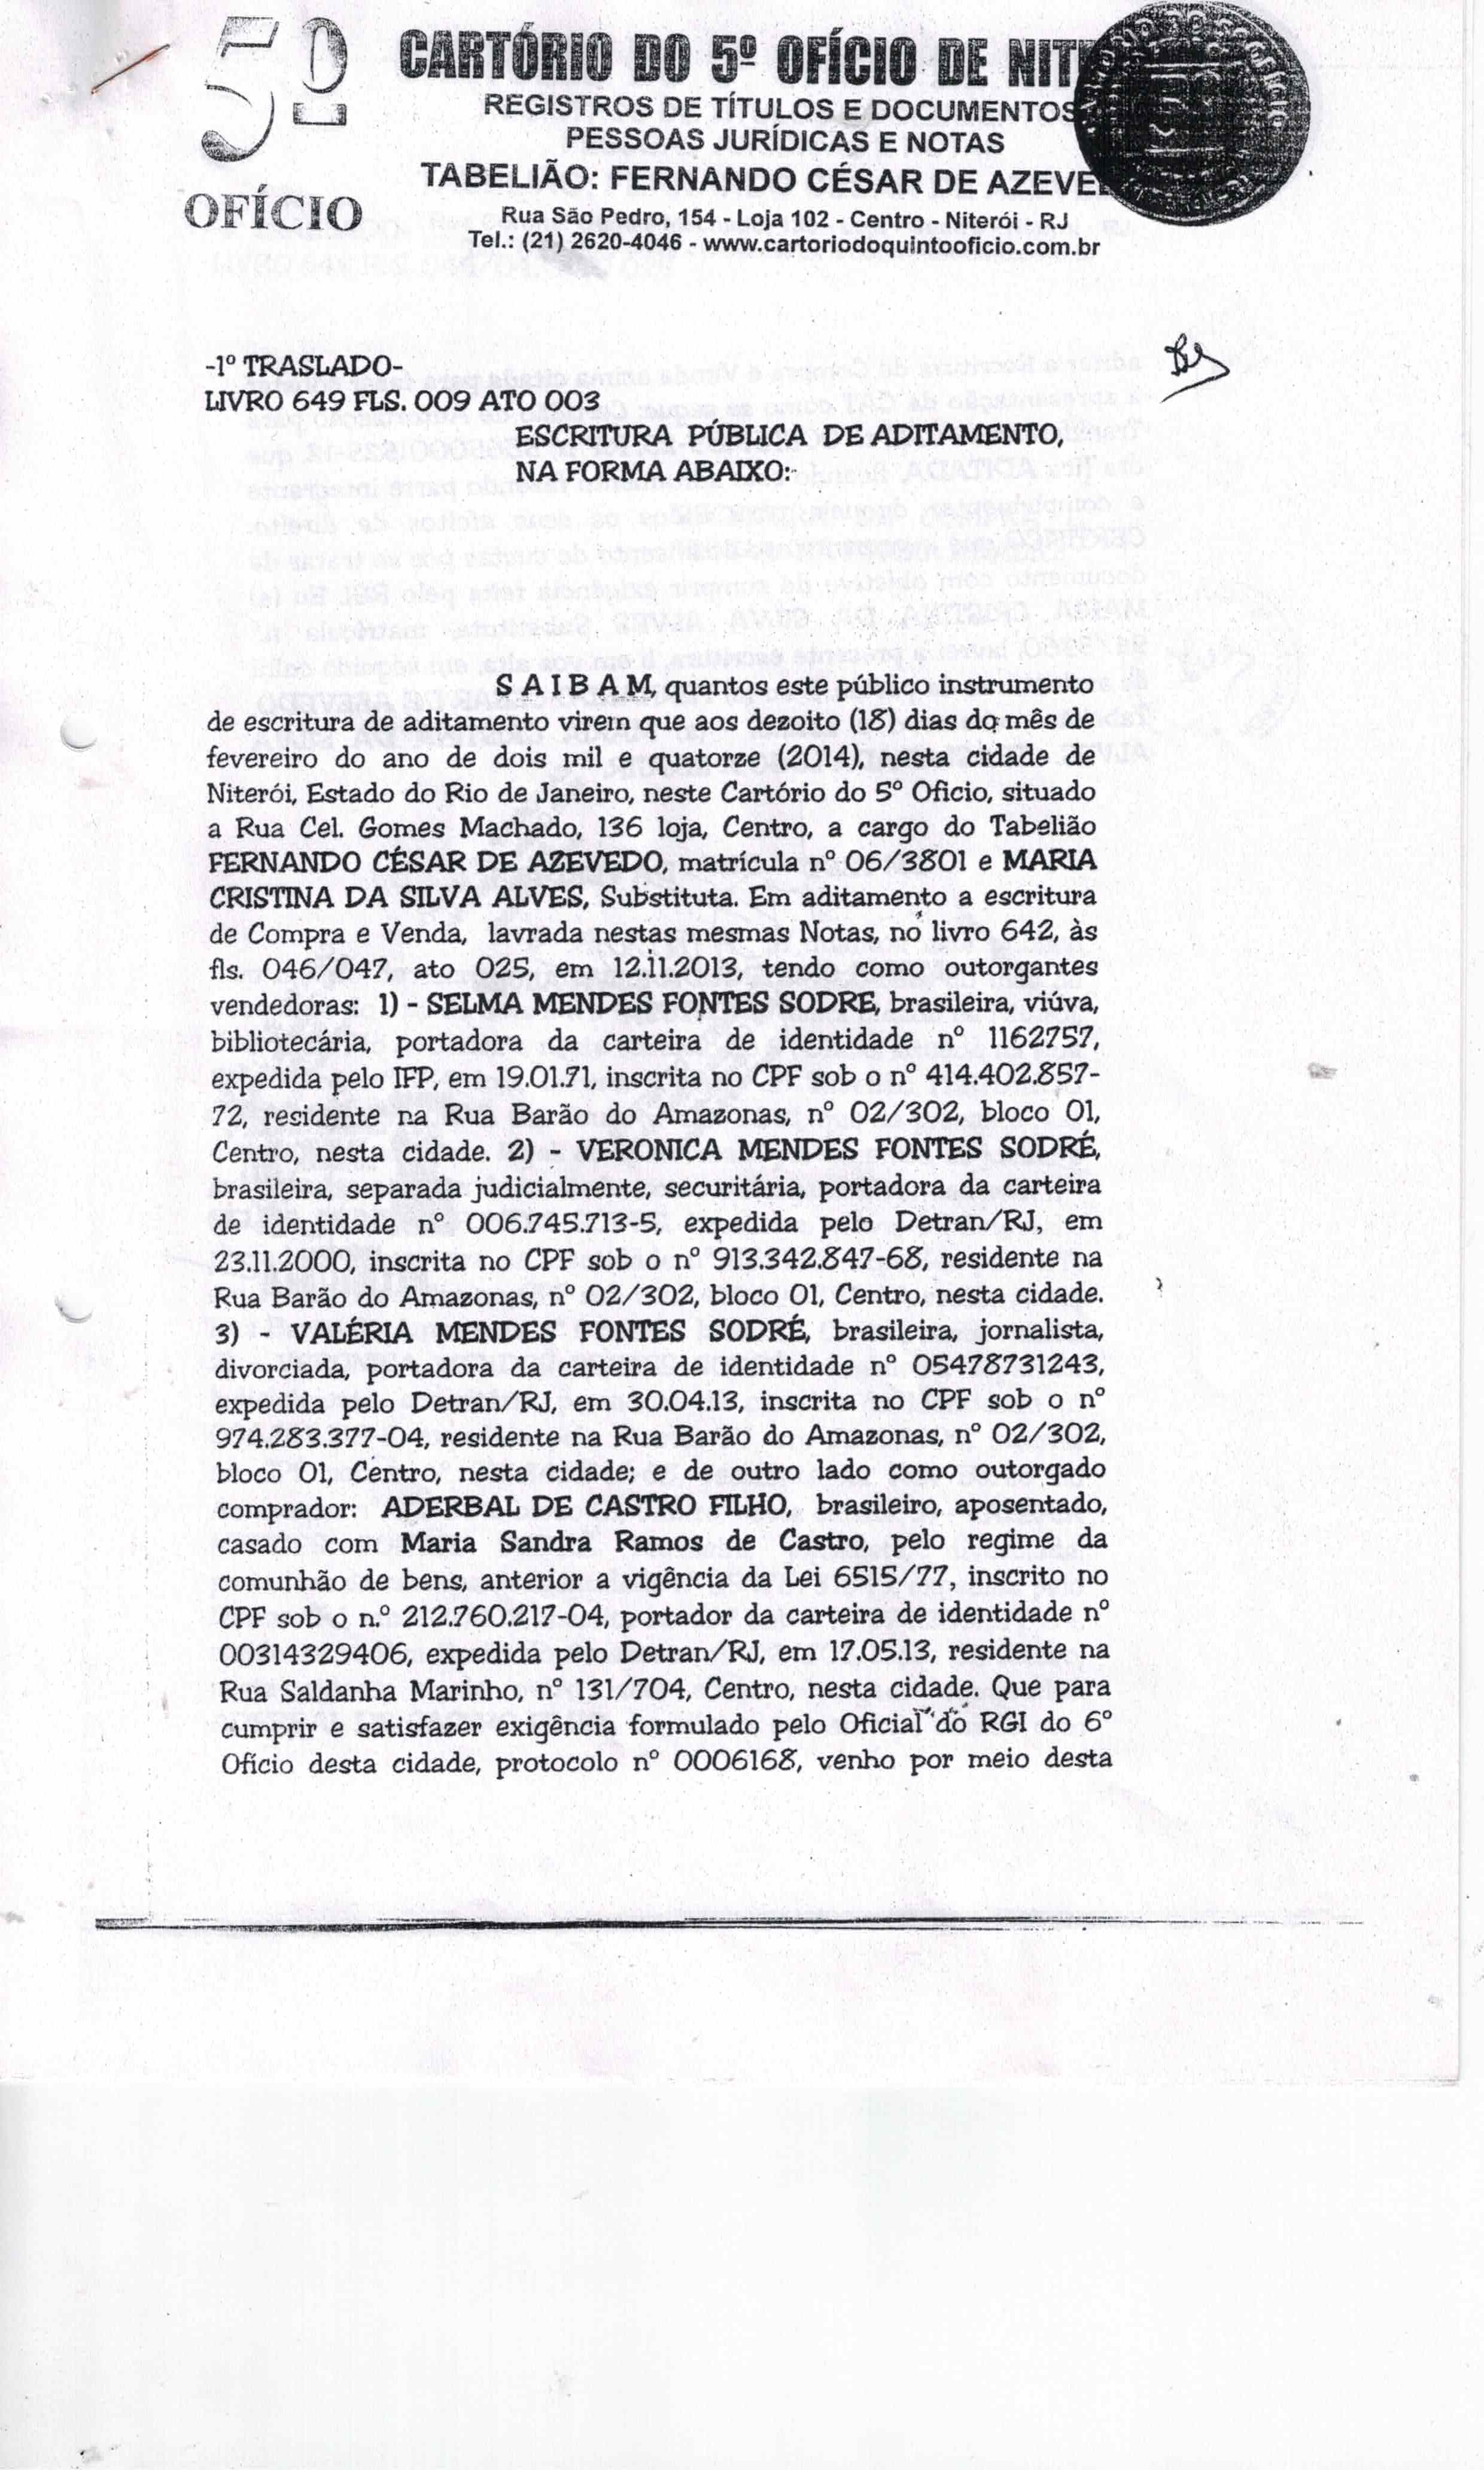 5º
OFÍCIO
CARTÓRIO DO 5º OFÍCIO DE NIT
REGISTROS DE TÍTULOS E DOCUMENTOS
PESSOAS JURÍDICAS E NOTAS
TABELIÃO: FERNANDO CÉSAR DE AZEVE
Rua São Pedro, 154 - Loja 102 - Centro - Niterói - RJ
Tel.: (21) 2620-4046 - www.cartoriodoquintooficio.com.br
-1º TRASLADO-
LIVRO 649 FLS. 009 ATO 003
ESCRITURA PÚBLICA DE ADITAMENTO,
NA FORMA ABAIXO:-
S A I B A M, quantos este público instrumento
de escritura de aditamento virem que aos dezoito (18) dias do mês de
fevereiro do ano de dois mil e quatorze (2014), nesta cidade de
Niterói, Estado do Rio de Janeiro, neste Cartório do 5º Oficio, situado
a Rua Cel. Gomes Machado, 136 loja, Centro, a cargo do Tabelião
FERNANDO CÉSAR DE AZEVEDO, matrícula nº 06/3801 e MARIA
CRISTINA DA SILVA ALVES, Substituta. Em aditamento a escritura
de Compra e Venda, lavrada nestas mesmas Notas, no livro 642, às
fls. 046/047, ato 025, em 12.11.2013, tendo como outorgantes
vendedoras: 1) - SELMA MENDES FONTES SODRE, brasileira, viúva,
bibliotecária, portadora da carteira de identidade nº 1162757,
expedida pelo IFP, em 19.01.71, inscrita no CPF sob o nº 414.402.857-
72, residente na Rua Barão do Amazonas, nº 02/302, bloco 01,
Centro, nesta cidade. 2) - VERONICA MENDES FONTES SODRÉ,
brasileira, separada judicialmente, securitária, portadora da carteira
de identidade nº 006.745.713-5, expedida pelo Detran/RJ, em
23.11.2000, inscrita no CPF sob o nº 913.342.847-68, residente na
Rua Barão do Amazonas, nº 02/302, bloco 01, Centro, nesta cidade.
3) - VALÉRIA MENDES FONTES SODRÉ, brasileira, jornalista,
divorciada, portadora da carteira de identidade nº 05478731243,
expedida pelo Detran/RJ, em 30.04.13, inscrita no CPF sob o nº
974.283.377-04, residente na Rua Barão do Amazonas, nº 02/302,
bloco 01, Centro, nesta cidade; e de outro lado como outorgado
comprador: ADERBAL DE CASTRO FILHO, brasileiro, aposentado,
casado com Maria Sandra Ramos de Castro, pelo regime da
comunhão de bens, anterior a vigência da Lei 6515/77, inscrito no
CPF sob o n.º 212.760.217-04, portador da carteira de identidade nº
00314329406, expedida pelo Detran/RJ, em 17.05.13, residente na
Rua Saldanha Marinho, nº 131/704, Centro, nesta cidade. Que para
cumprir e satisfazer exigência formulado pelo Oficial do RGI do 6º
Ofício desta cidade, protocolo nº 0006168, venho por meio desta